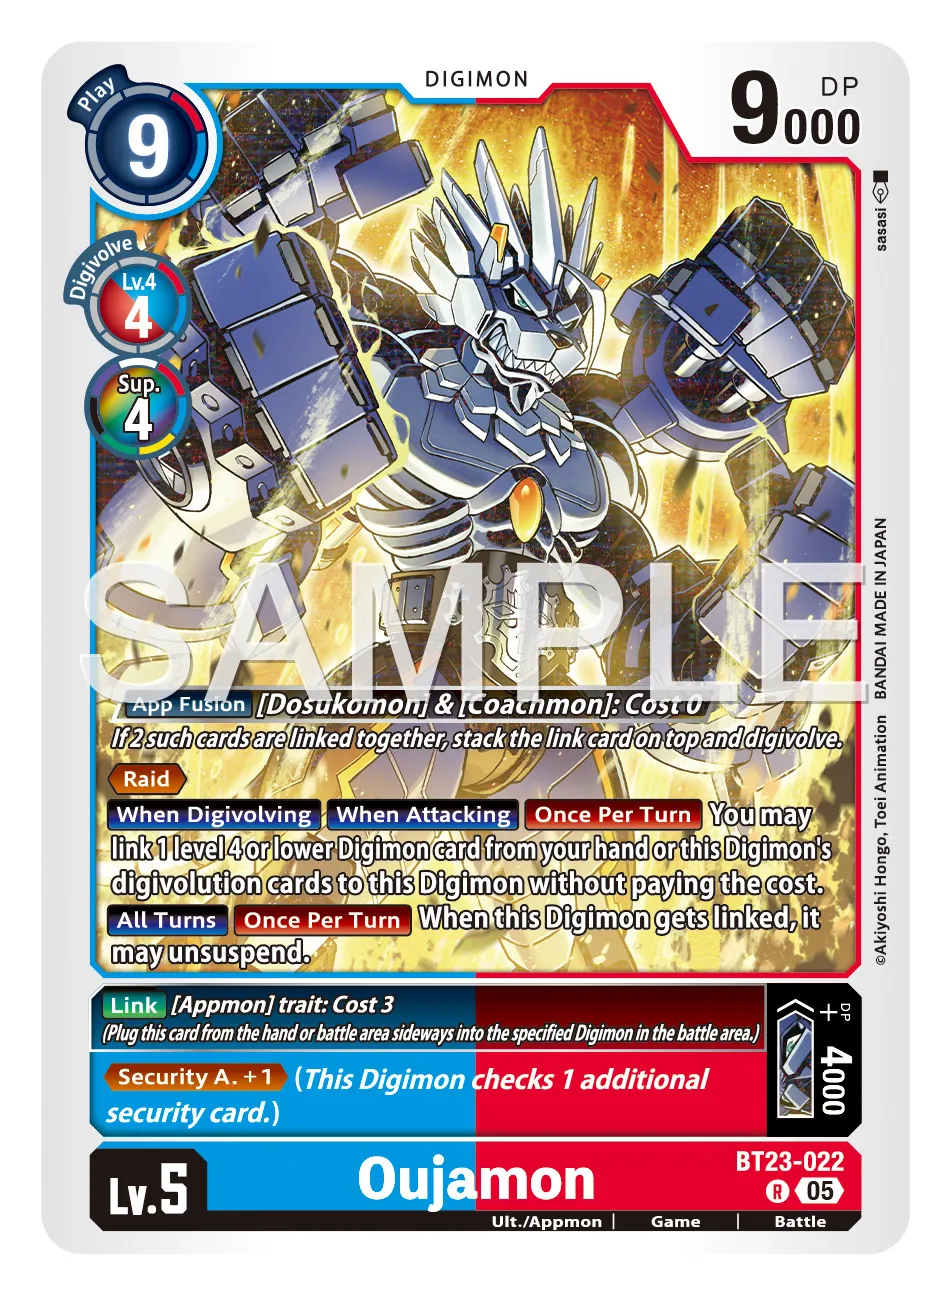 DIGIMON
Play
9
DP
9000
Digivolve
Lv.4
4
Sup.
4
sasasi
SAMPLE
App Fusion [Dosukomon] & [Coachmon]: Cost 0
If 2 such cards are linked together, stack the link card on top and digivolve.
Raid
When Digivolving When Attacking Once Per Turn You may
link 1 level 4 or lower Digimon card from your hand or this Digimon's
digivolution cards to this Digimon without paying the cost.
All Turns Once Per Turn When this Digimon gets linked, it
may unsuspend.
©Akiyoshi Hongo, Toei Animation BANDAI MADE IN JAPAN
Link [Appmon] trait: Cost 3
(Plug this card from the hand or battle area sideways into the specified Digimon in the battle area.)
DP
+4000
Security A. +1 (This Digimon checks 1 additional
security card.)
Lv.5
Oujamon
BT23-022
R 05
Ult./Appmon | Game | Battle